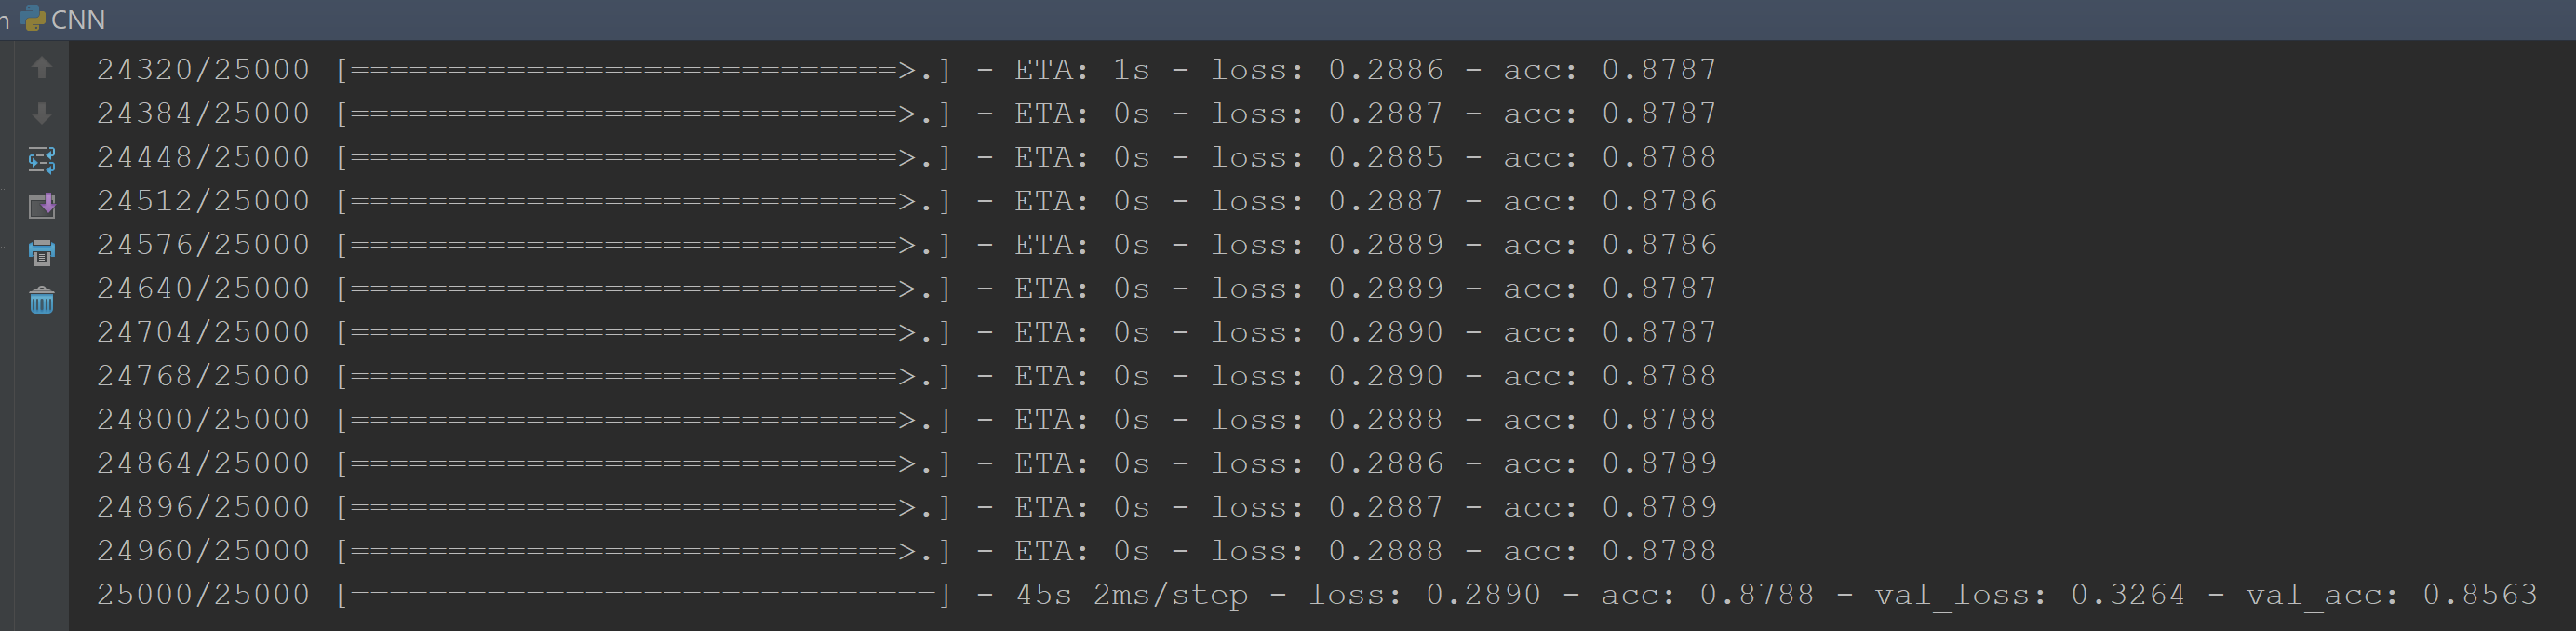 n CNN
24320/25000 [============================>.] - ETA: 1s - loss: 0.2886 - acc: 0.8787
24384/25000 [============================>.] - ETA: 0s - loss: 0.2887 - acc: 0.8787
24448/25000 [============================>.] - ETA: 0s - loss: 0.2885 - acc: 0.8788
24512/25000 [============================>.] - ETA: 0s - loss: 0.2887 - acc: 0.8786
24576/25000 [============================>.] - ETA: 0s - loss: 0.2889 - acc: 0.8786
24640/25000 [============================>.] - ETA: 0s - loss: 0.2889 - acc: 0.8787
24704/25000 [============================>.] - ETA: 0s - loss: 0.2890 - acc: 0.8787
24768/25000 [============================>.] - ETA: 0s - loss: 0.2890 - acc: 0.8788
24800/25000 [============================>.] - ETA: 0s - loss: 0.2888 - acc: 0.8788
24864/25000 [============================>.] - ETA: 0s - loss: 0.2886 - acc: 0.8789
24896/25000 [============================>.] - ETA: 0s - loss: 0.2887 - acc: 0.8789
24960/25000 [============================>.] - ETA: 0s - loss: 0.2888 - acc: 0.8788
25000/25000 [==============================] - 45s 2ms/step - loss: 0.2890 - acc: 0.8788 - val_loss: 0.3264 - val_acc: 0.8563